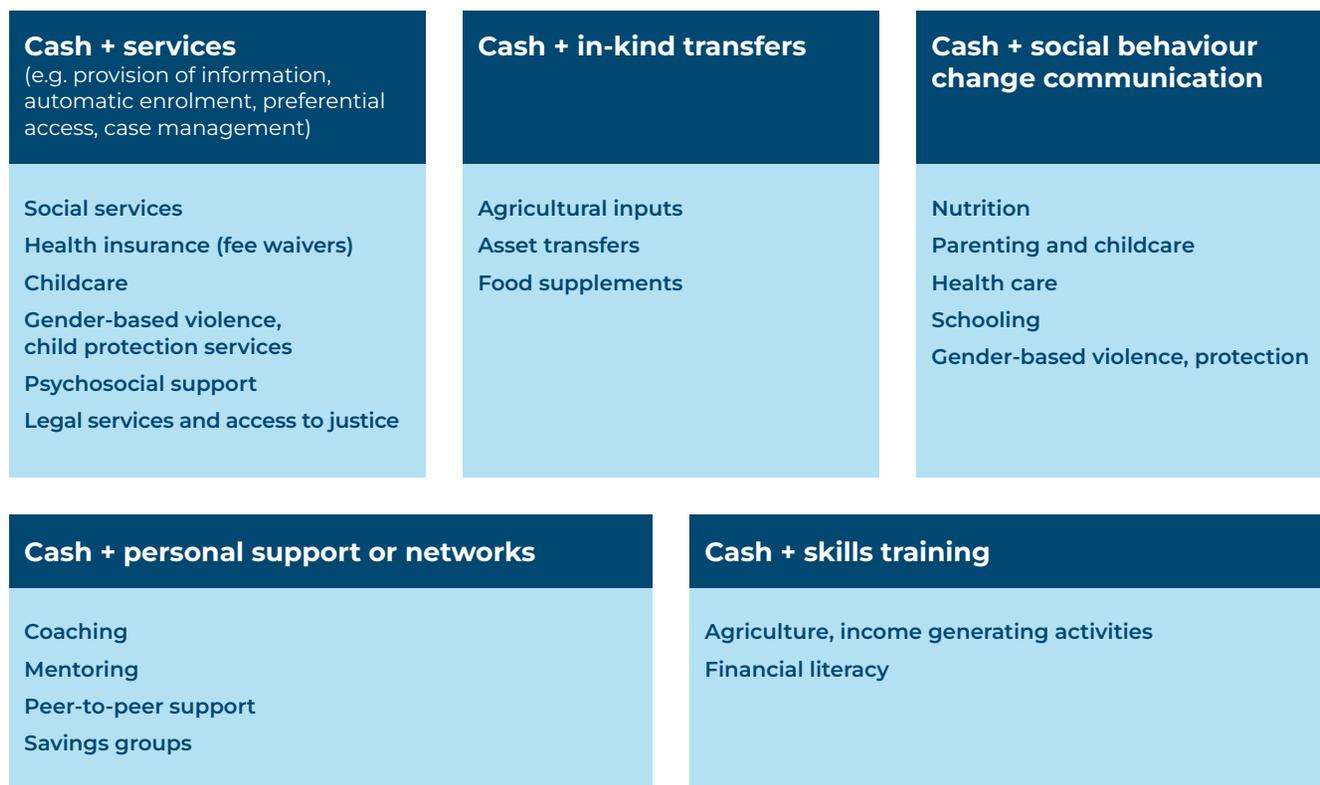 Cash + services
(e.g. provision of information,
automatic enrolment, preferential
access, case management)
Social services
Health insurance (fee waivers)
Childcare
Gender-based violence,
child protection services
Psychosocial support
Legal services and access to justice
Cash + in-kind transfers
Agricultural inputs
Asset transfers
Food supplements
Cash + social behaviour
change communication
Nutrition
Parenting and childcare
Health care
Schooling
Gender-based violence, protection
Cash + personal support or networks
Coaching
Mentoring
Peer-to-peer support
Savings groups
Cash + skills training
Agriculture, income generating activities
Financial literacy